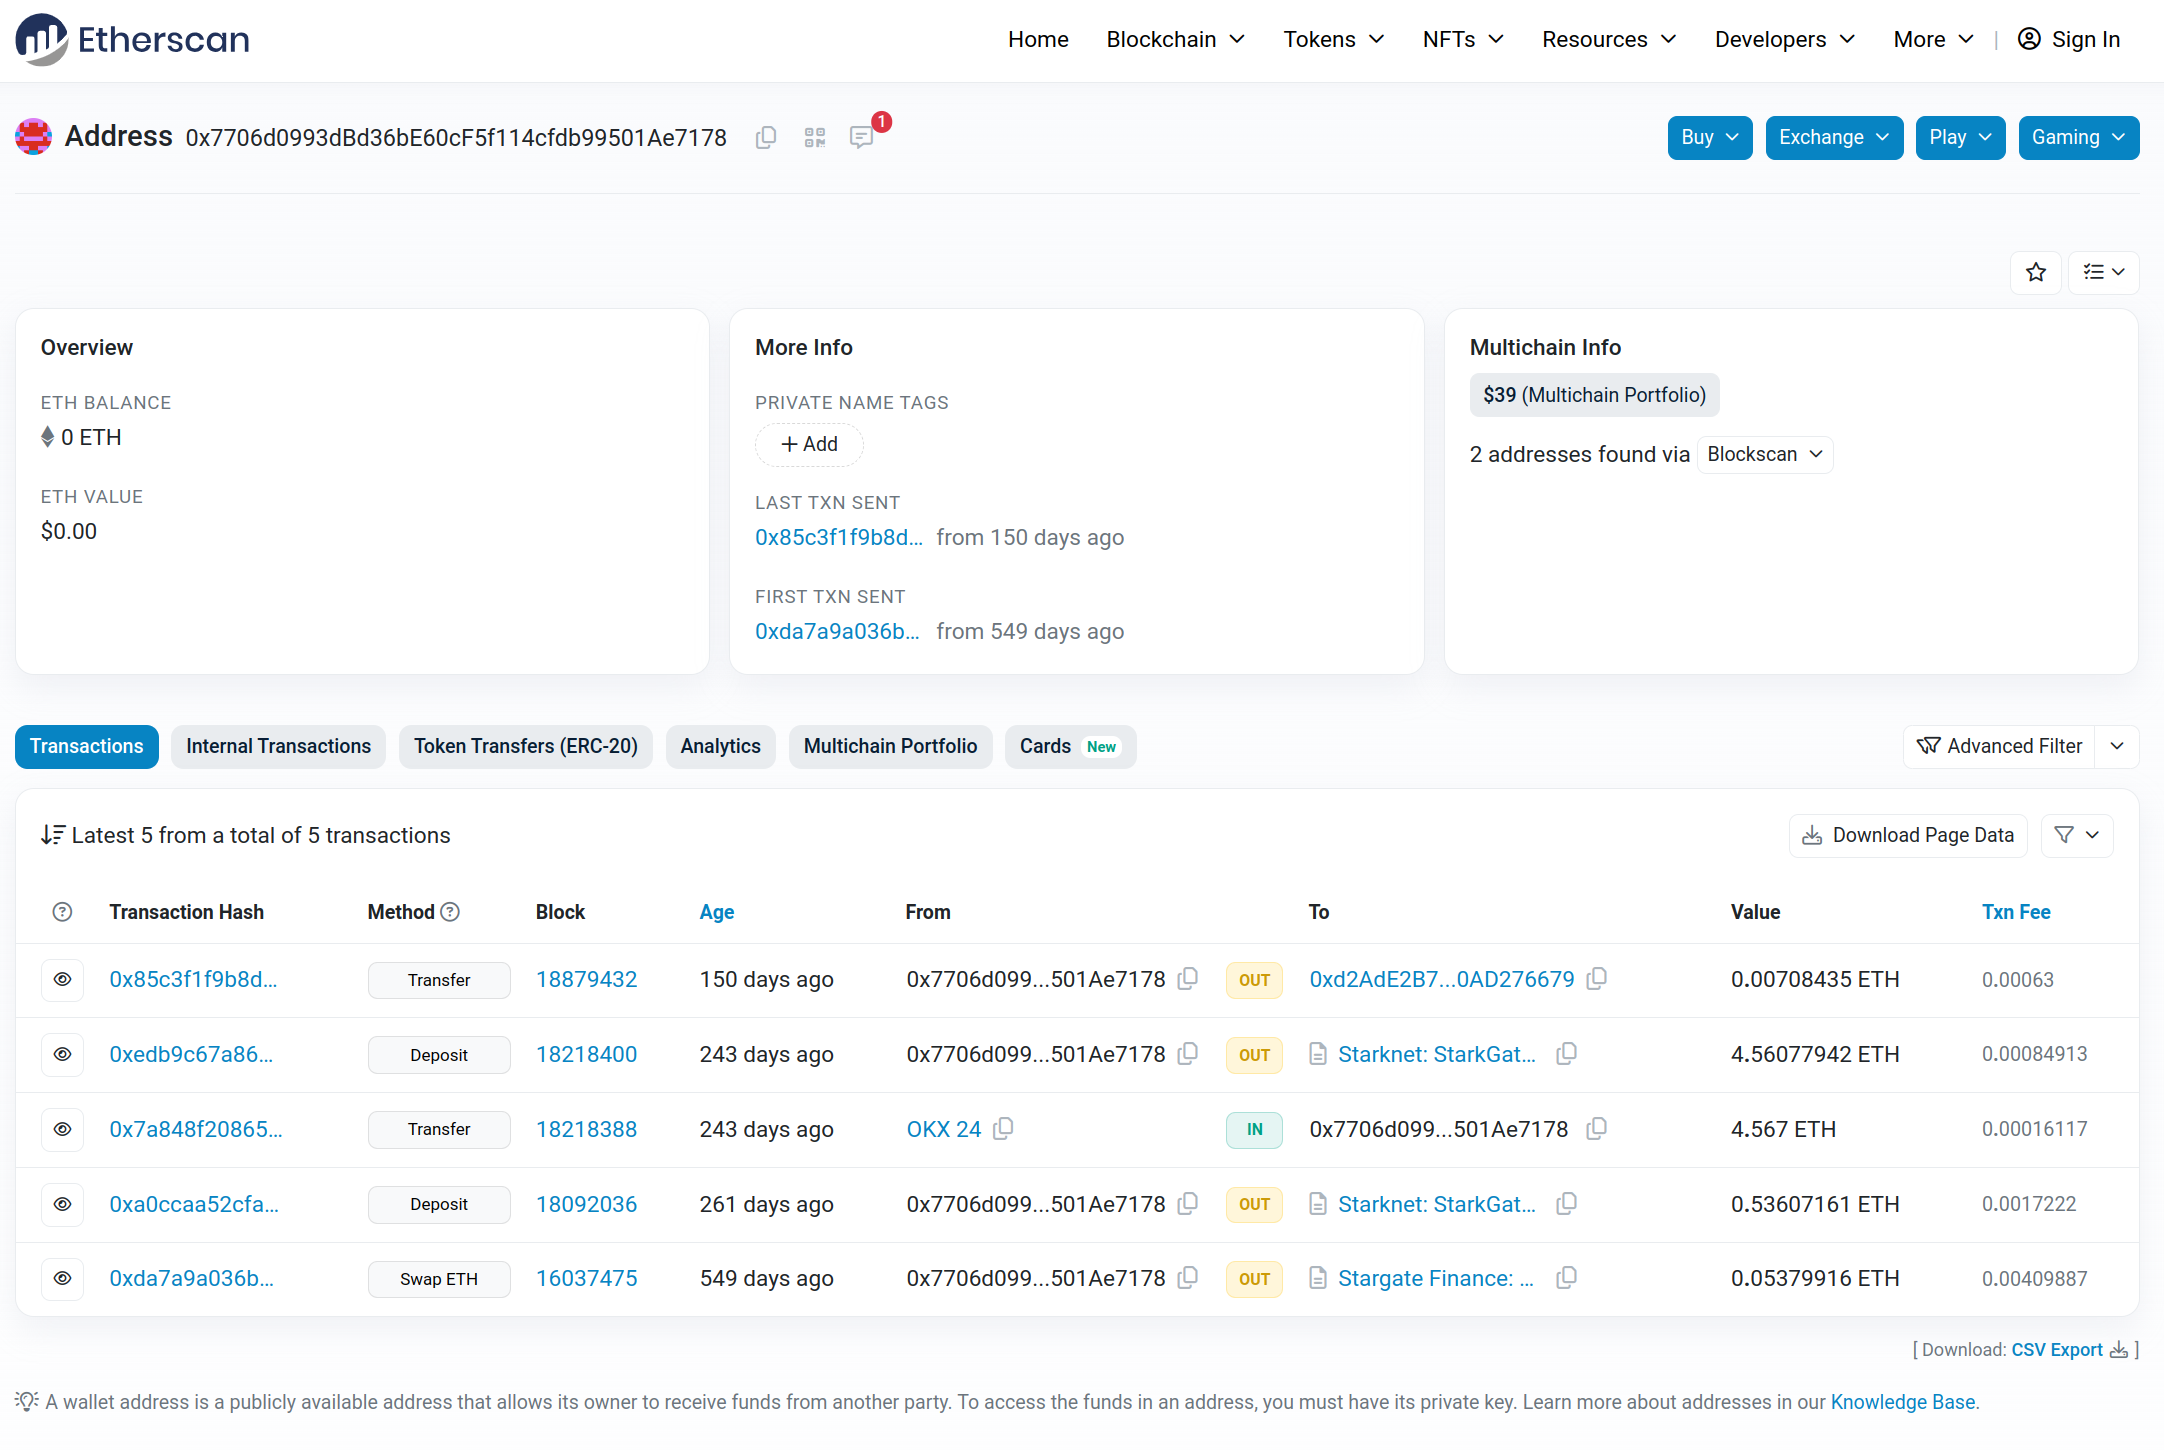 Etherscan
Home Blockchain Tokens NFTs Resources Developers More | Sign In
Address 0x7706d0993dBd36bE60cF5f114cfdb99501Ae7178 1
Buy Exchange Play Gaming
Overview
ETH BALANCE
0 ETH
ETH VALUE
$0.00
More Info
PRIVATE NAME TAGS
+ Add
LAST TXN SENT
0x85c3f1f9b8d... from 150 days ago
FIRST TXN SENT
0xda7a9a036b... from 549 days ago
Multichain Info
$39 (Multichain Portfolio)
2 addresses found via Blockscan
Transactions Internal Transactions Token Transfers (ERC-20) Analytics Multichain Portfolio Cards New
Advanced Filter
Latest 5 from a total of 5 transactions
Download Page Data
? Transaction Hash Method ? Block Age From To Value Txn Fee
0x85c3f1f9b8d... Transfer 18879432 150 days ago 0x7706d099...501Ae7178 OUT 0xd2AdE2B7...0AD276679 0.00708435 ETH 0.00063
0xedb9c67a86... Deposit 18218400 243 days ago 0x7706d099...501Ae7178 OUT Starknet: StarkGat... 4.56077942 ETH 0.00084913
0x7a848f20865... Transfer 18218388 243 days ago OKX 24 IN 0x7706d099...501Ae7178 4.567 ETH 0.00016117
0xa0ccaa52cfa... Deposit 18092036 261 days ago 0x7706d099...501Ae7178 OUT Starknet: StarkGat... 0.53607161 ETH 0.0017222
0xda7a9a036b... Swap ETH 16037475 549 days ago 0x7706d099...501Ae7178 OUT Stargate Finance: ... 0.05379916 ETH 0.00409887
[ Download: CSV Export ]
A wallet address is a publicly available address that allows its owner to receive funds from another party. To access the funds in an address, you must have its private key. Learn more about addresses in our Knowledge Base.